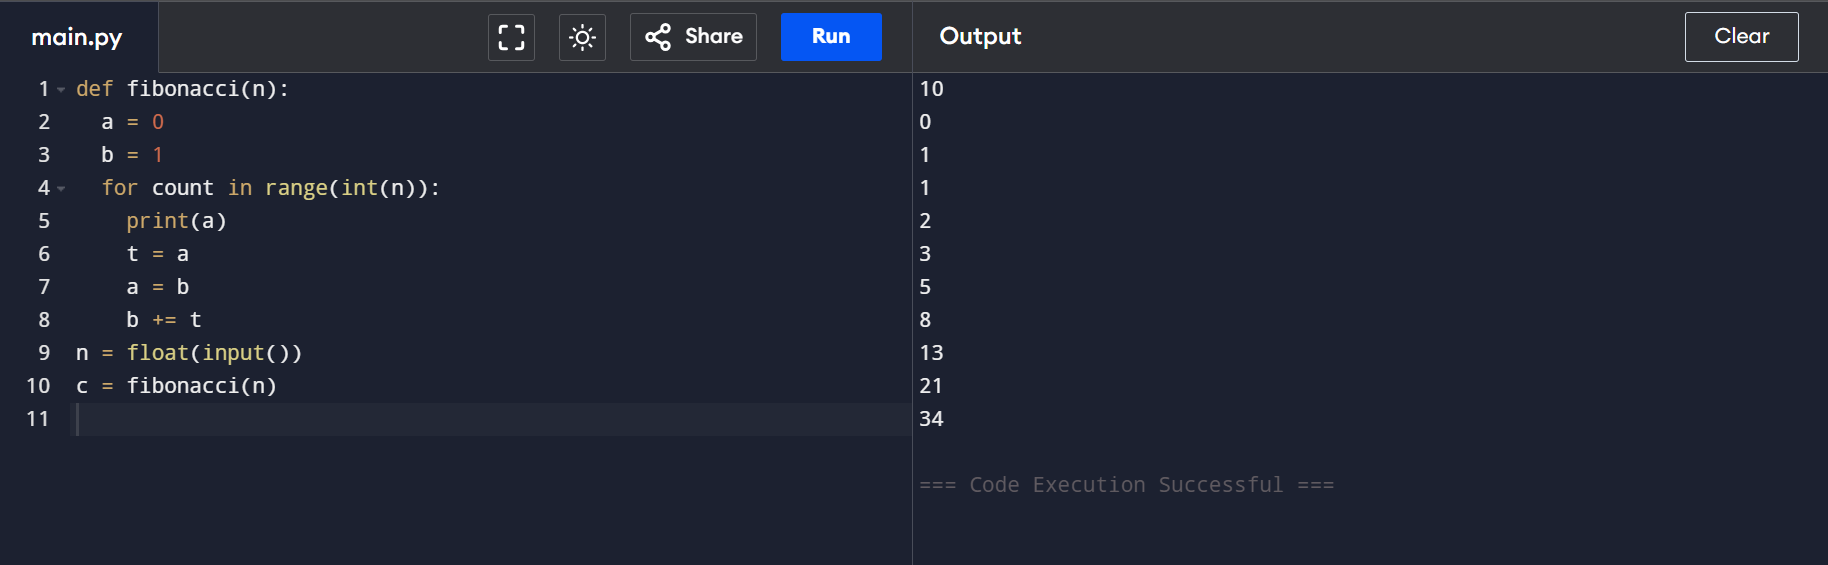 main.py
Share
Run
Output
Clear
1 def fibonacci(n):
2   a = 0
3   b = 1
4   for count in range(int(n)):
5     print(a)
6     t = a
7     a = b
8     b += t
9 n = float(input())
10 c = fibonacci(n)
11
10
0
1
1
2
3
5
8
13
21
34
=== Code Execution Successful ===